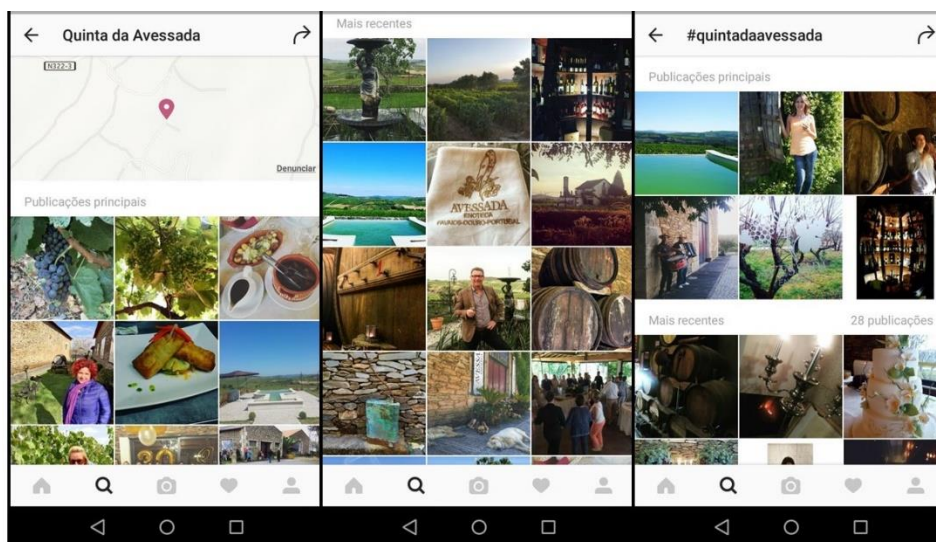 Quinta da Avessada
N322-3
Denunciar
Publicações principais
Mais recentes
AVESSADA
ENOTECA
FAVAIOS-DOURO-PORTUGAL
#quintadaavessada
Publicações principais
Mais recentes
28 publicações